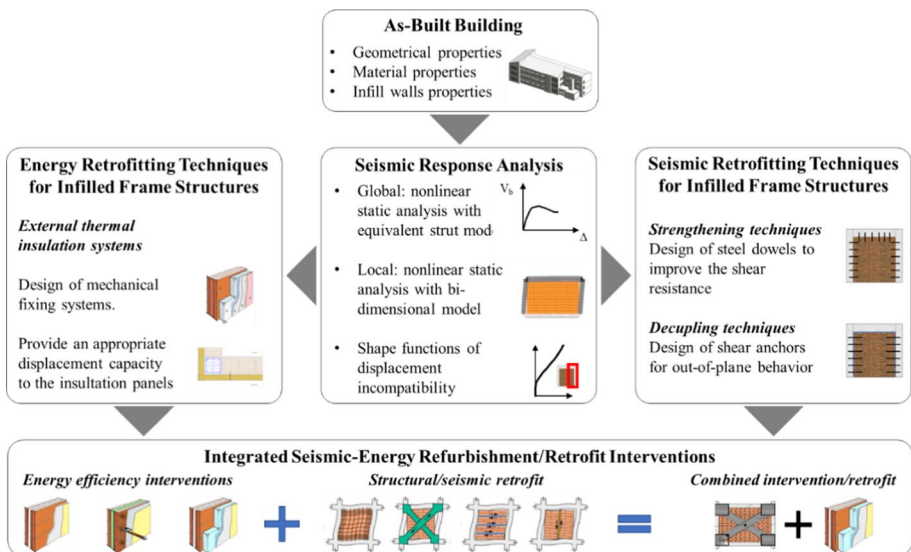 As-Built Building
• Geometrical properties
• Material properties
• Infill walls properties
Energy Retrofitting Techniques
for Infilled Frame Structures
External thermal
insulation systems
Design of mechanical
fixing systems.
Provide an appropriate
displacement capacity
to the insultation panels
Seismic Response Analysis
• Global: nonlinear
static analysis with
equivalent strut mod
V_b
Δ
• Local: nonlinear static
analysis with bi-
dimensional model
• Shape functions of
displacement
incompatibility
Seismic Retrofitting Techniques
for Infilled Frame Structures
Strengthening techniques
Design of steel dowels to
improve the shear
resistance
Decupling techniques
Design of shear anchors
for out-of-plane behavior
Integrated Seismic-Energy Refurbishment/Retrofit Interventions
Energy efficiency interventions
Structural/seismic retrofit
Combined intervention/retrofit
+ = +